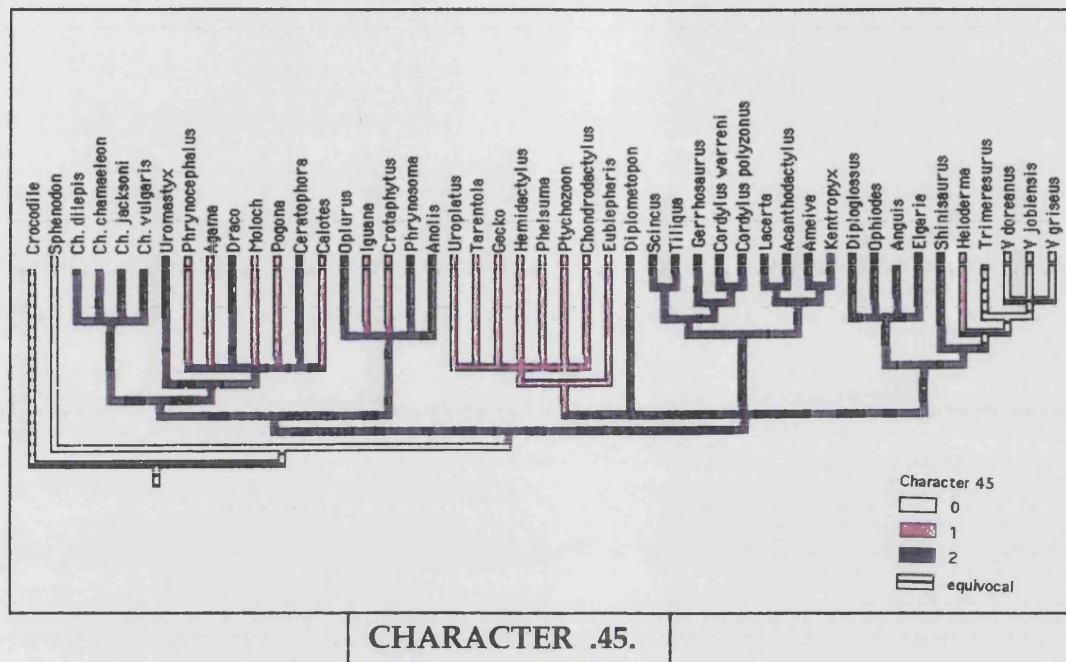 Crocodile
Sphenodon
Ch. dilepis
Ch. chamaeleon
Ch. jacksoni
Ch. vulgaris
Uromastyx
Phrynocephalus
Agama
Draco
Moloch
Pogona
Ceratophora
Calotes
Oplurus
Iguana
Crotaphytus
Phrynosoma
Anolis
Uroplatus
Tarentola
Gecko
Hemidactylus
Phelsuma
Ptychozoon
Chondrodactylus
Eublepharis
Diplometopon
Scincus
Tiliqua
Gerrhosaurus
Cordylus warreni
Cordylus polyzonus
Lacerta
Acanthodactylus
Ameiva
Kentropyx
Diploglossus
Ophiodes
Anguis
Elgaria
Shinisaurus
Heloderma
Trimeresurus
V doreanus
V jobiensis
V griseus
Character 45
0
1
2
equivocal
CHARACTER .45.